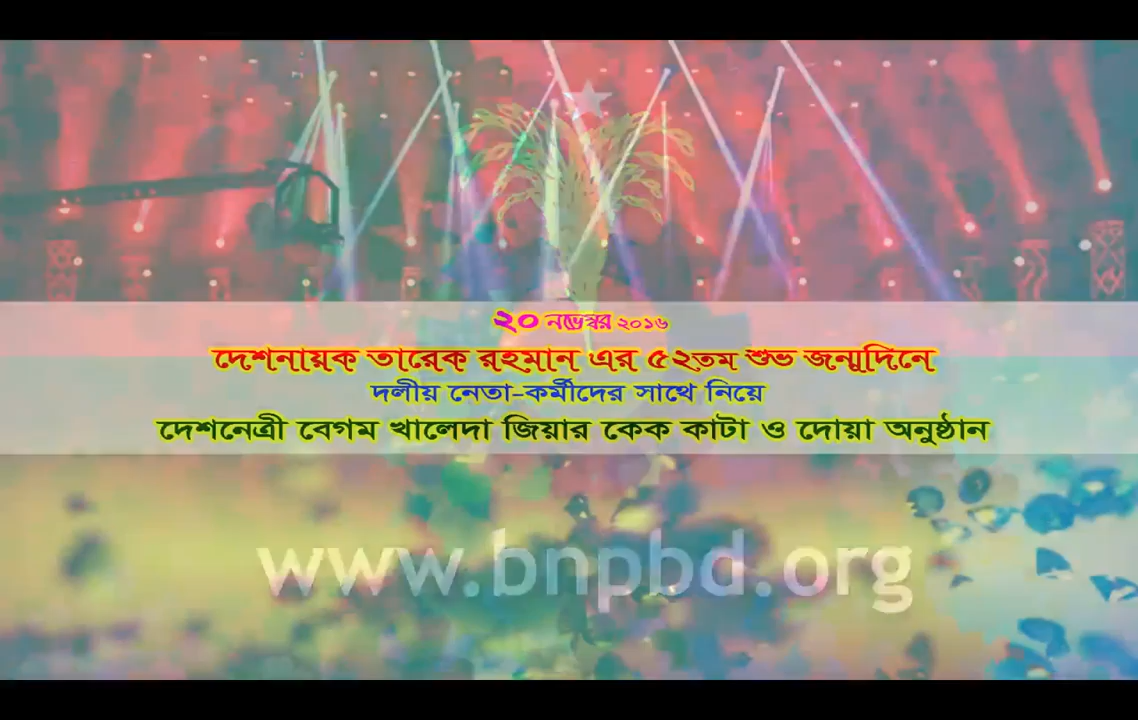 ২০ নভেম্বর ২০১৬
দেশনায়ক তারেক রহমান এর ৫২তম শুভ জন্মদিনে
দলীয় নেতা-কর্মীদের সাথে নিয়ে
দেশনেত্রী বেগম খালেদা জিয়ার কেক কাটা ও দোয়া অনুষ্ঠান
www.bnpbd.org